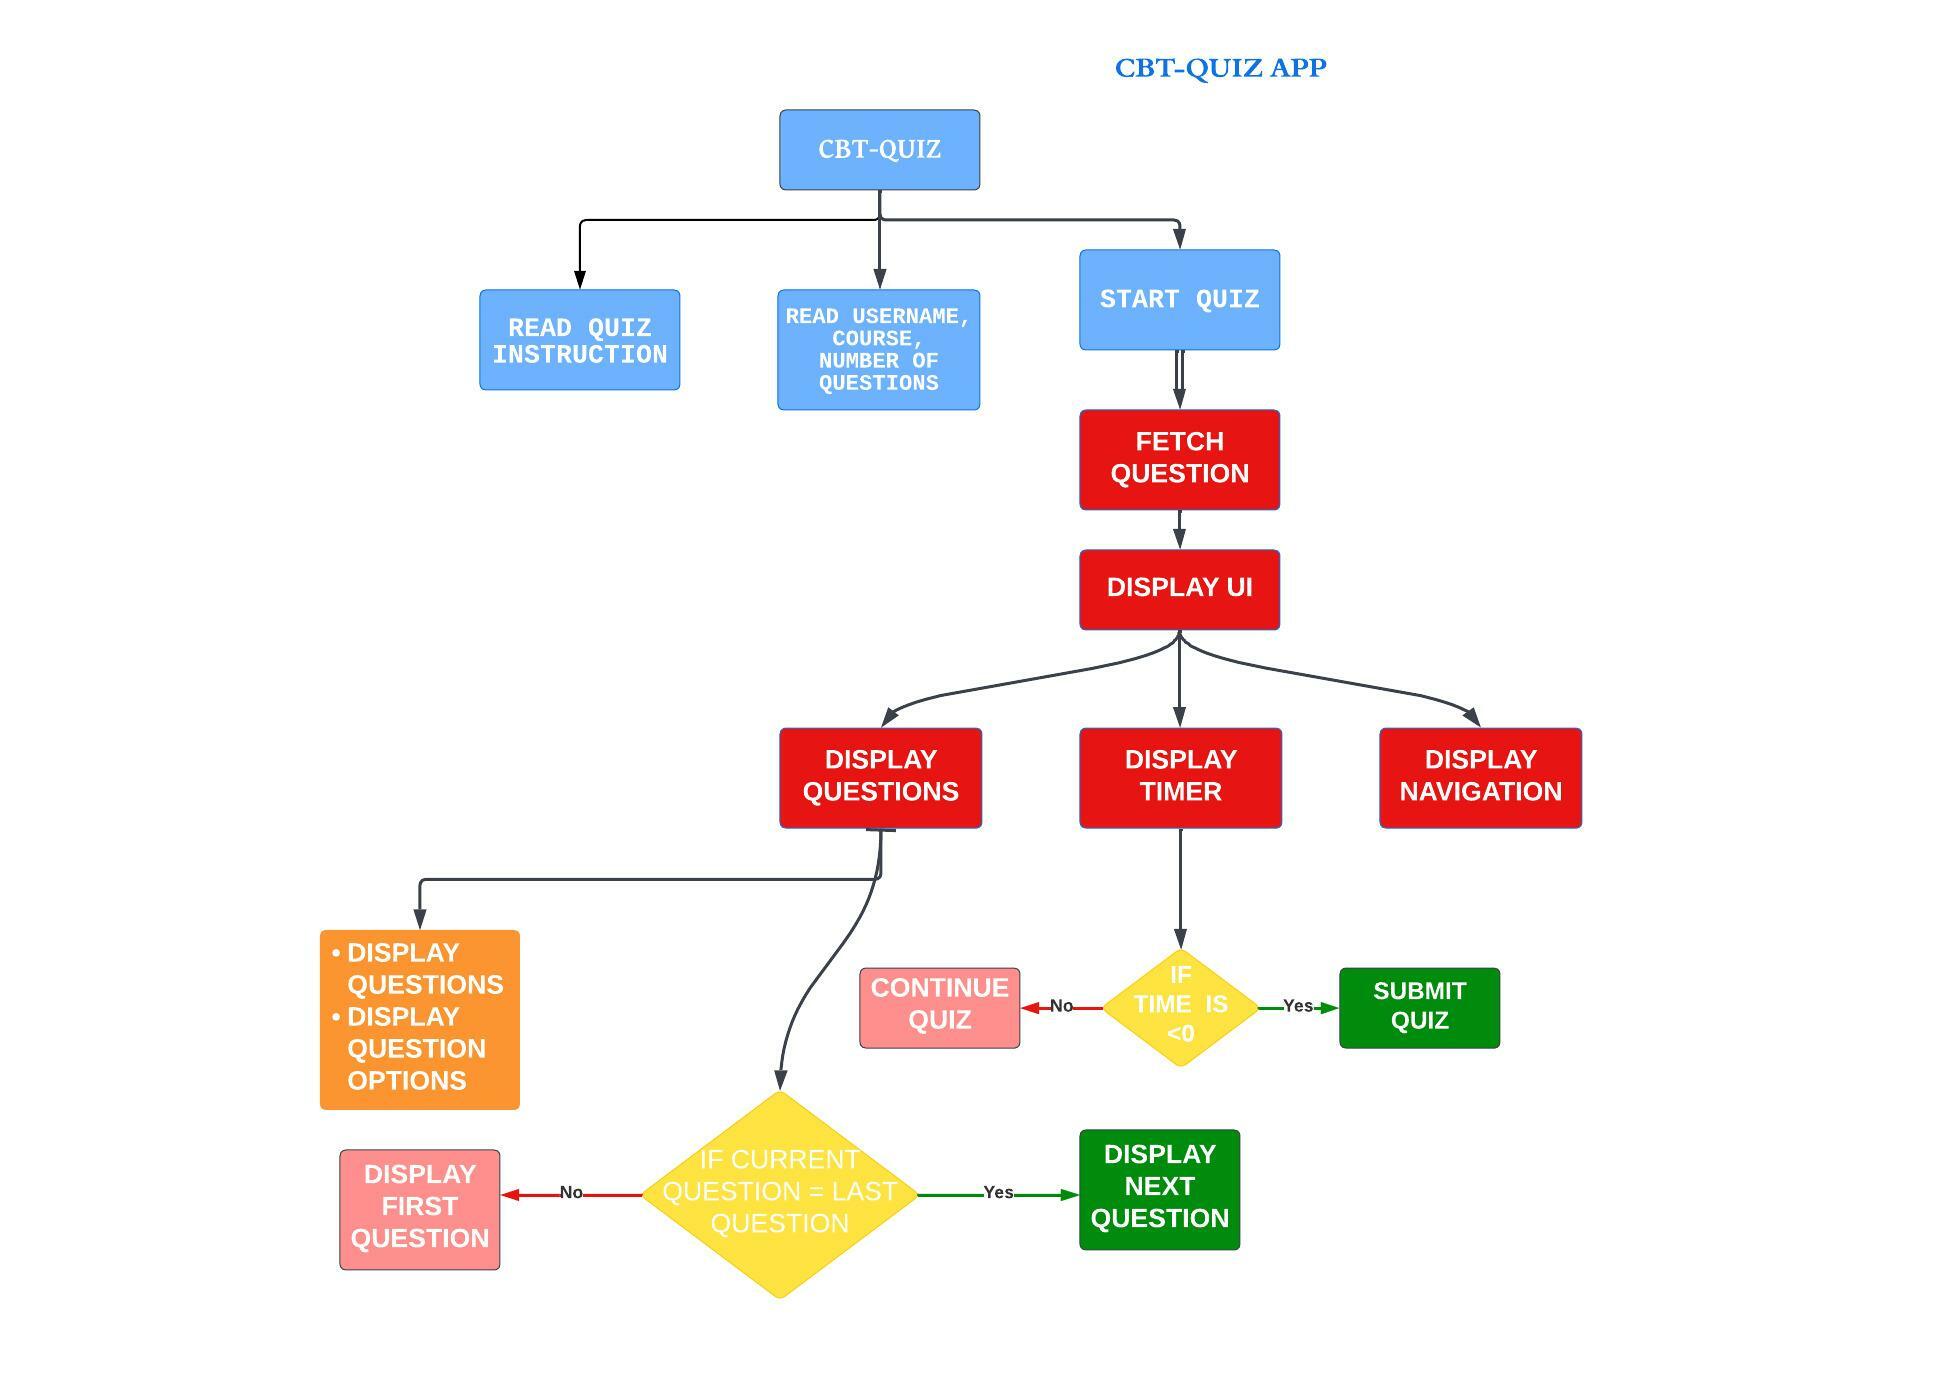 CBT-QUIZ APP
CBT-QUIZ
READ QUIZ
INSTRUCTION
READ USERNAME,
COURSE,
NUMBER OF
QUESTIONS
START QUIZ
FETCH
QUESTION
DISPLAY UI
DISPLAY
QUESTIONS
DISPLAY
TIMER
DISPLAY
NAVIGATION
• DISPLAY
QUESTIONS
• DISPLAY
QUESTION
OPTIONS
CONTINUE
QUIZ
No
IF
TIME IS
<0
Yes
SUBMIT
QUIZ
DISPLAY
FIRST
QUESTION
No
IF CURRENT
QUESTION = LAST
QUESTION
Yes
DISPLAY
NEXT
QUESTION